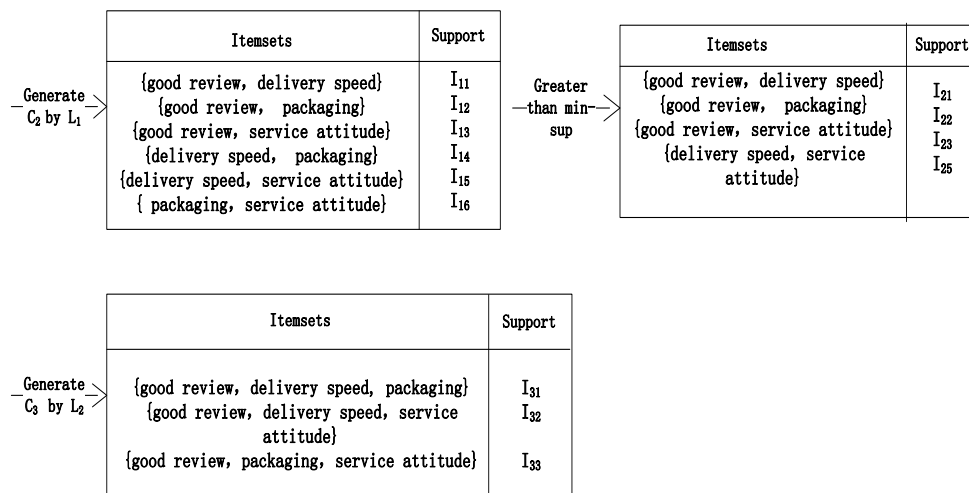 Generate
C₂ by L₁
Itemsets Support
{good review, delivery speed} I₁₁
{good review, packaging} I₁₂
{good review, service attitude} I₁₃
{delivery speed, packaging} I₁₄
{delivery speed, service attitude} I₁₅
{ packaging, service attitude} I₁₆
Greater
than min-
sup
Itemsets Support
{good review, delivery speed} I₂₁
{good review, packaging} I₂₂
{good review, service attitude} I₂₃
{delivery speed, service I₂₅
attitude}
Generate
C₃ by L₂
Itemsets Support
{good review, delivery speed, packaging} I₃₁
{good review, delivery speed, service I₃₂
attitude}
{good review, packaging, service attitude} I₃₃